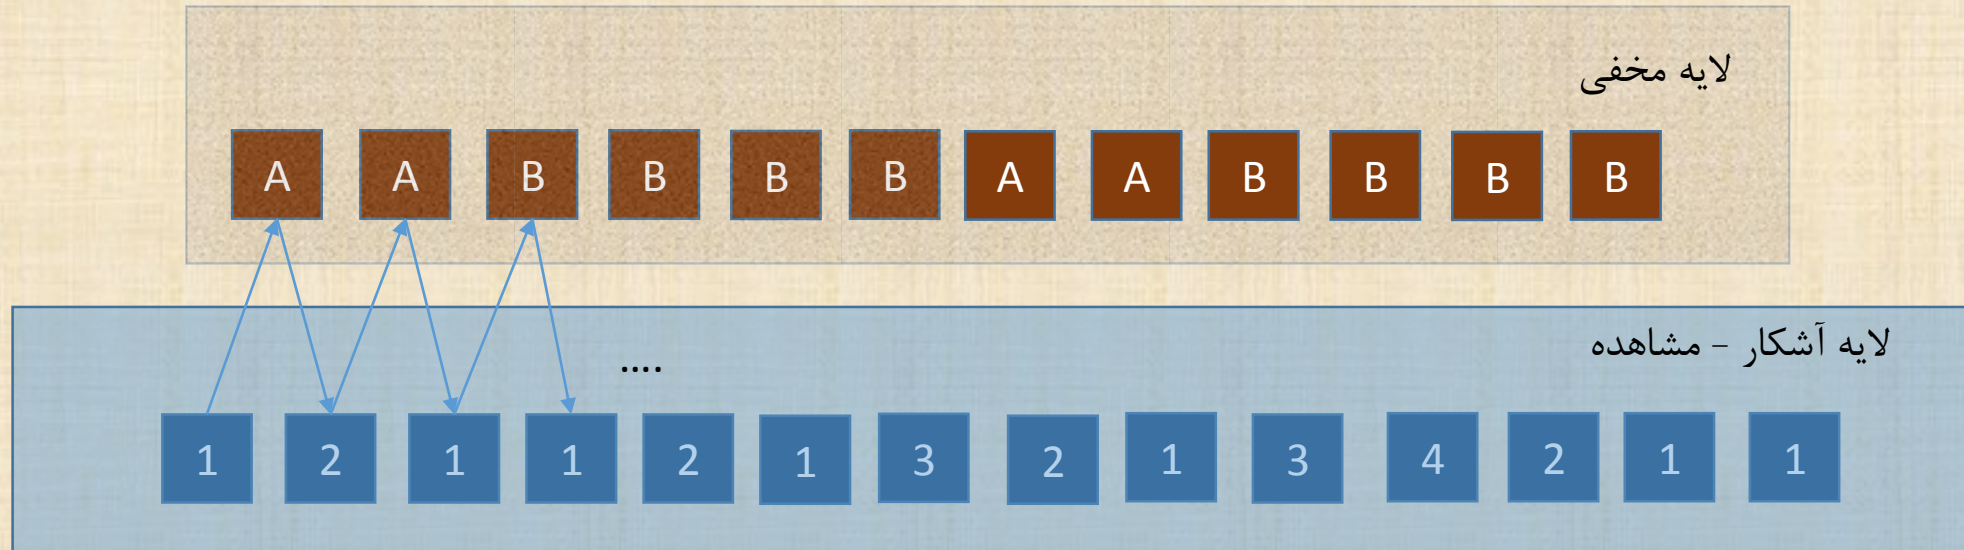 لایه مخفی
A A B B B B A A B B B B
لایه آشکار - مشاهده
....
1 2 1 1 2 1 3 2 1 3 4 2 1 1